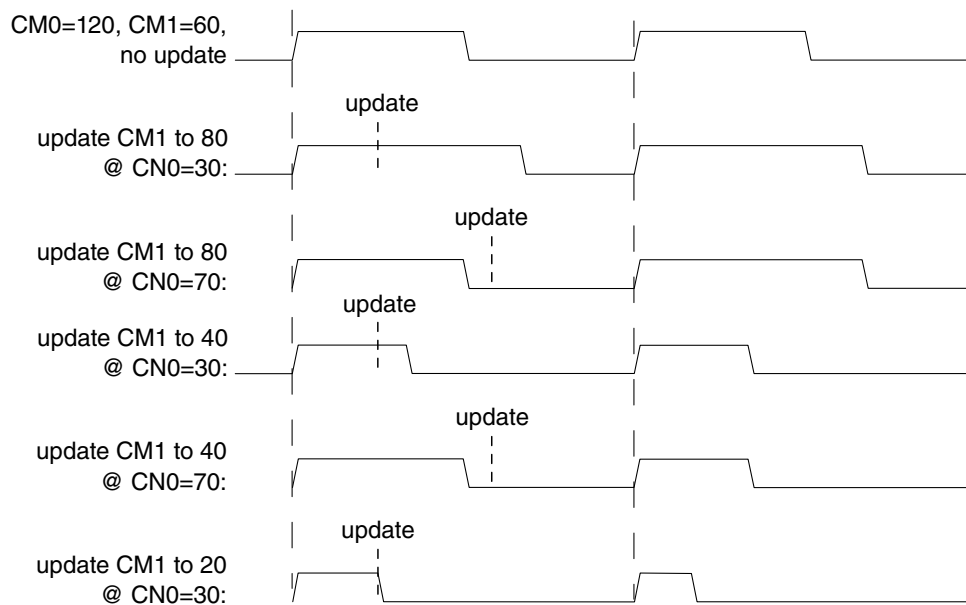 CM0=120, CM1=60,
no update
update
update CM1 to 80
@ CN0=30:
update
update CM1 to 80
@ CN0=70:
update
update CM1 to 40
@ CN0=30:
update
update CM1 to 40
@ CN0=70:
update
update CM1 to 20
@ CN0=30: